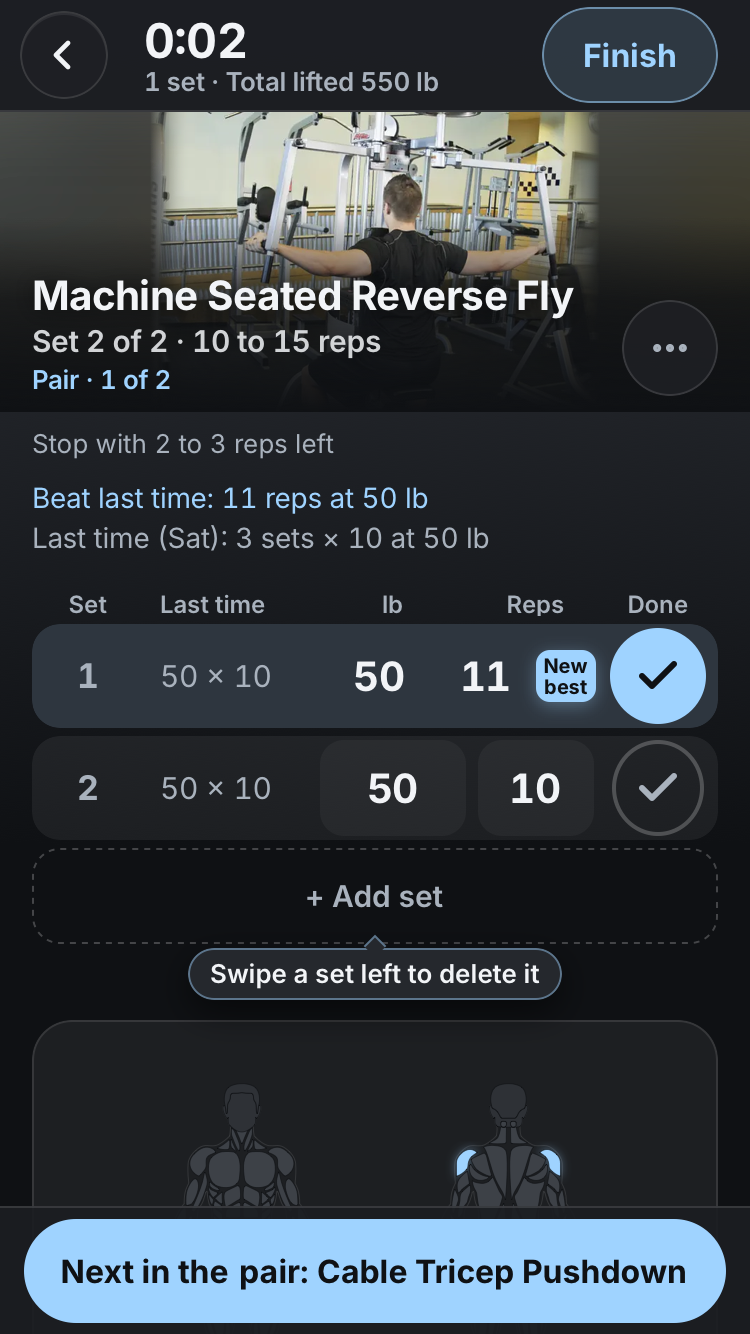 0:02
1 set · Total lifted 550 lb
Finish
Machine Seated Reverse Fly
Set 2 of 2 · 10 to 15 reps
Pair · 1 of 2
Stop with 2 to 3 reps left
Beat last time: 11 reps at 50 lb
Last time (Sat): 3 sets × 10 at 50 lb
Set Last time lb Reps Done
1 50 × 10 50 11 New best
2 50 × 10 50 10
+ Add set
Swipe a set left to delete it
Next in the pair: Cable Tricep Pushdown